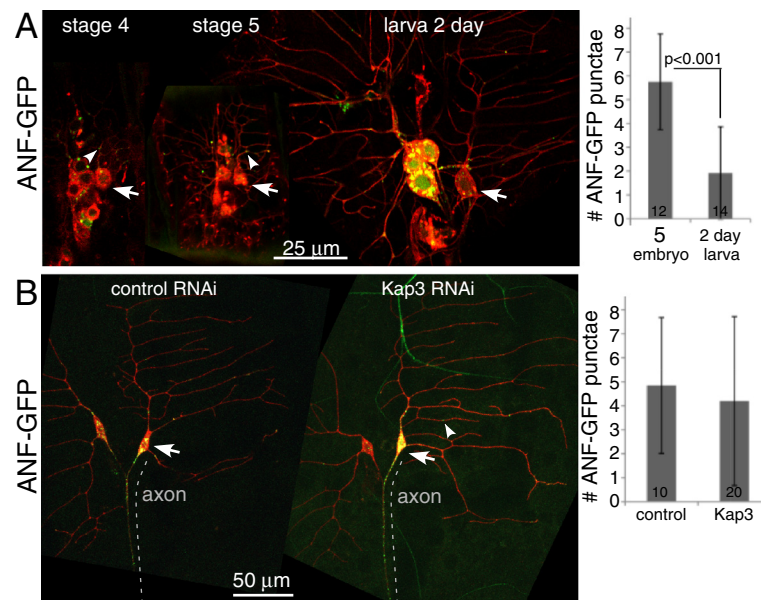 A
ANF-GFP
stage 4
stage 5
larva 2 day
25 μm
# ANF-GFP punctae
8
7
6
5
4
3
2
1
0
p<0.001
12
14
5
embryo
2 day
larva
B
ANF-GFP
control RNAi
Kap3 RNAi
axon
axon
50 μm
# ANF-GFP punctae
8
7
6
5
4
3
2
1
0
10
20
control
Kap3